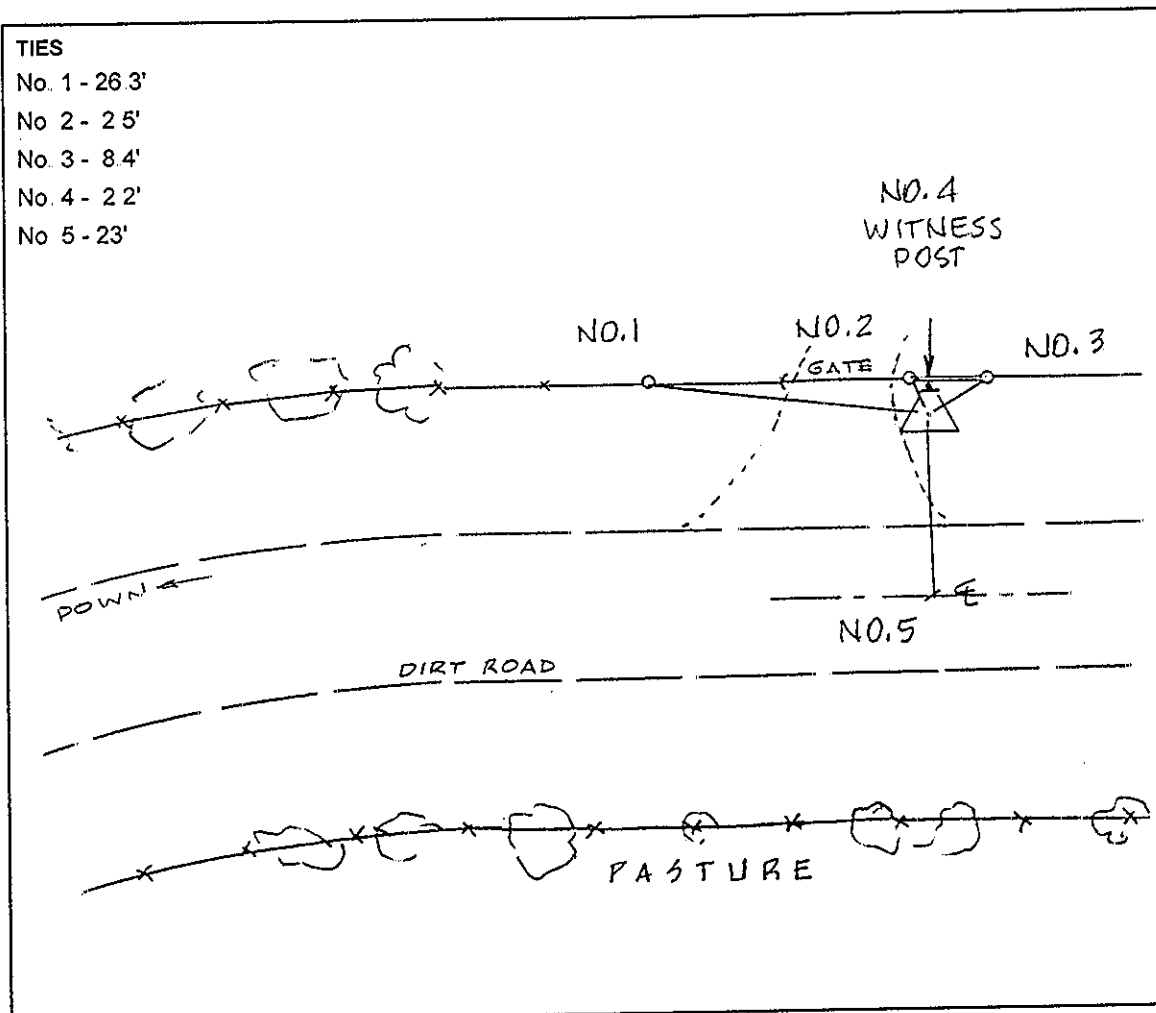 TIES
No. 1 - 26.3'
No 2 - 2 5'
No. 3 - 8.4'
No. 4 - 2 2'
No 5 - 23'
NO. 4
WITNESS
POST
NO. 1
NO. 2
NO. 3
GATE
DOWN
℄
NO. 5
DIRT ROAD
PASTURE